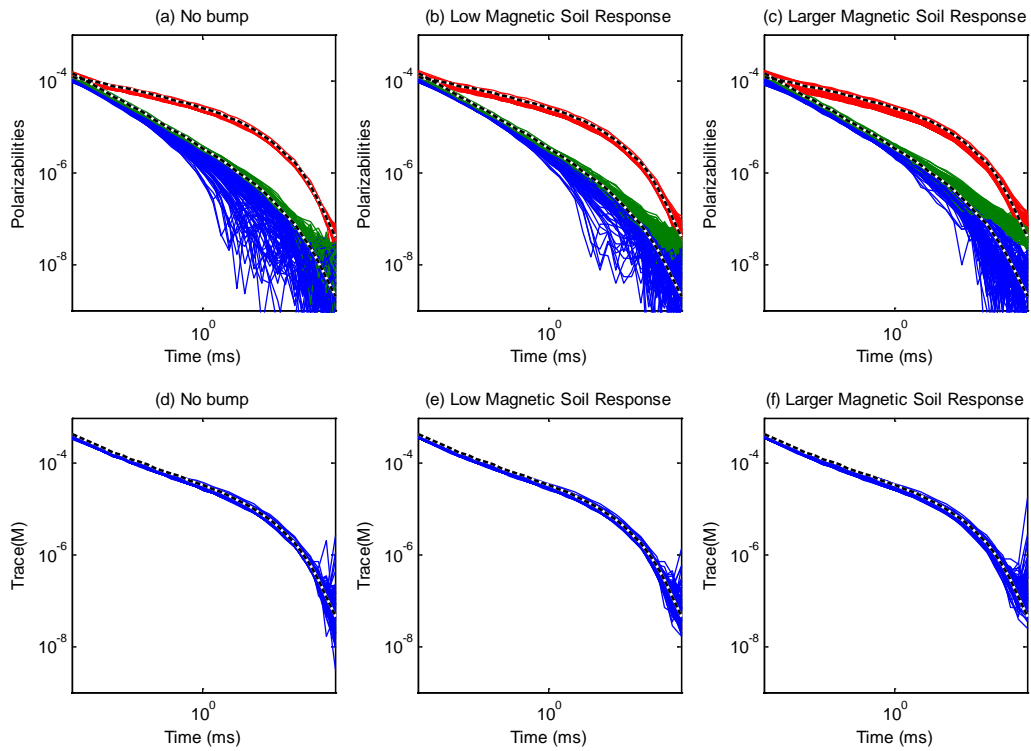 (a) No bump
(b) Low Magnetic Soil Response
(c) Larger Magnetic Soil Response
Polarizabilities
10^-4
10^-6
10^-8
10^0
Time (ms)
Polarizabilities
10^-4
10^-6
10^-8
10^0
Time (ms)
Polarizabilities
10^-4
10^-6
10^-8
10^0
Time (ms)
(d) No bump
(e) Low Magnetic Soil Response
(f) Larger Magnetic Soil Response
Trace(M)
10^-4
10^-6
10^-8
10^0
Time (ms)
Trace(M)
10^-4
10^-6
10^-8
10^0
Time (ms)
Trace(M)
10^-4
10^-6
10^-8
10^0
Time (ms)